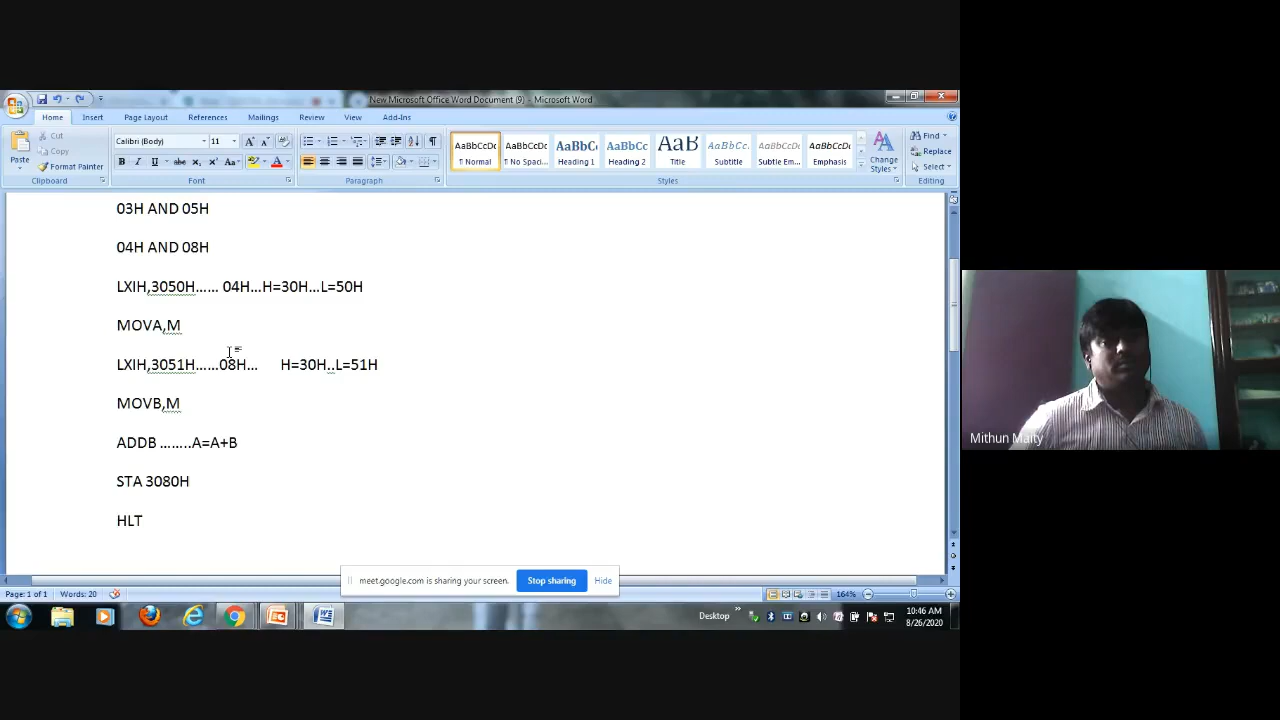 New Microsoft Office Word Document (9) - Microsoft Word
Home Insert Page Layout References Mailings Review View Add-Ins
Cut
Copy
Format Painter
Paste
Clipboard
Calibri (Body) 11
Font
Paragraph
AaBbCcDc AaBbCcDc AaBbCc AaBbCc AaB AaBbCc. AaBbCcDc AaBbCcDc
¶ Normal ¶ No Spaci... Heading 1 Heading 2 Title Subtitle Subtle Em... Emphasis
Change Styles
Styles
Find
Replace
Select
Editing
03H AND 05H
04H AND 08H
LXIH,3050H...... 04H...H=30H...L=50H
MOVA,M
LXIH,3051H......08H... H=30H..L=51H
MOVB,M
ADDB ........A=A+B
STA 3080H
HLT
meet.google.com is sharing your screen. Stop sharing Hide
Page: 1 of 1 Words: 20 164%
Desktop
10:46 AM
8/26/2020
Mithun Maity